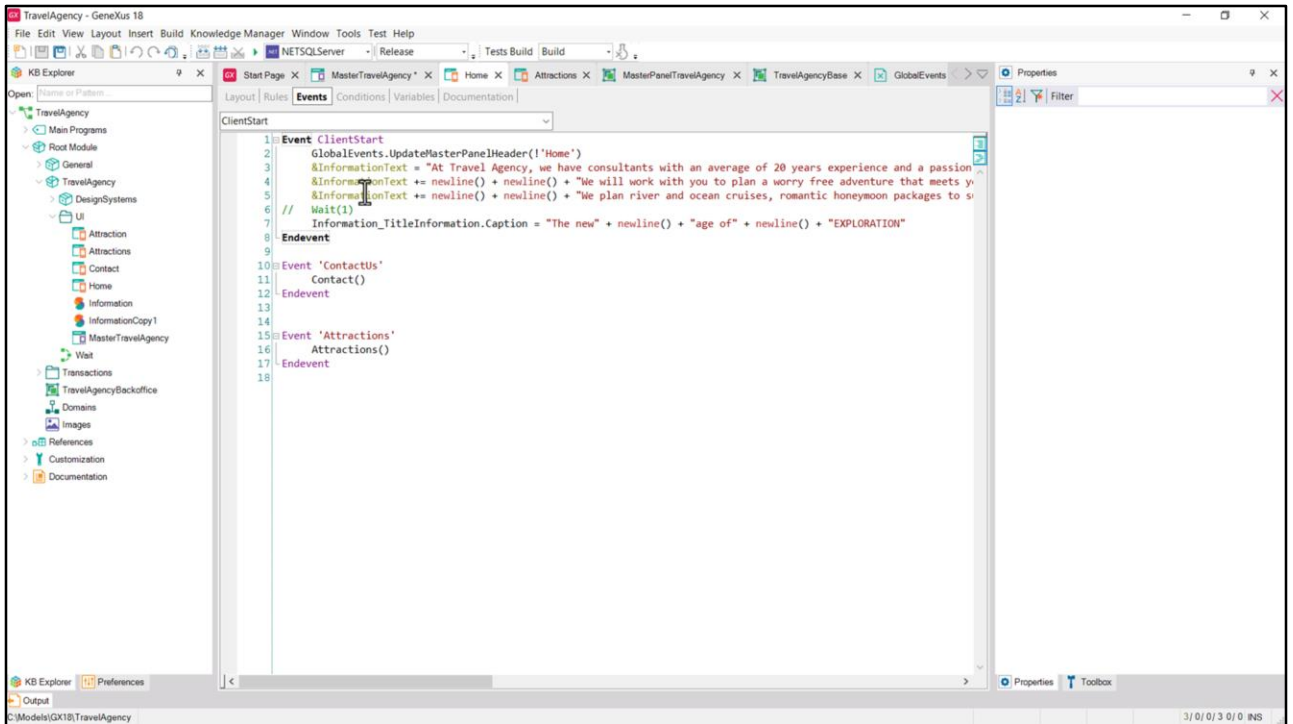 TravelAgency - GeneXus 18
File Edit View Layout Insert Build Knowledge Manager Window Tools Test Help
NETSQLServer Release Tests Build Build
KB Explorer
Open: Name or Pattern...
TravelAgency
Main Programs
Root Module
General
TravelAgency
DesignSystems
UI
Attraction
Attractions
Contact
Home
Information
InformationCopy1
MasterTravelAgency
Wait
Transactions
TravelAgencyBackoffice
Domains
Images
References
Customization
Documentation
KB Explorer Preferences
Start Page X MasterTravelAgency * X Home X Attractions X MasterPanelTravelAgency X TravelAgencyBase X GlobalEvents
Layout | Rules | Events | Conditions | Variables | Documentation |
ClientStart
1 Event ClientStart
2 GlobalEvents.UpdateMasterPanelHeader(!'Home')
3 &InformationText = "At Travel Agency, we have consultants with an average of 20 years experience and a passion
4 &InformationText += newline() + newline() + "We will work with you to plan a worry free adventure that meets y
5 &InformationText += newline() + newline() + "We plan river and ocean cruises, romantic honeymoon packages to s
6 // Wait(1)
7 Information_TitleInformation.Caption = "The new" + newline() + "age of" + newline() + "EXPLORATION"
8 Endevent
9
10 Event 'ContactUs'
11 Contact()
12 Endevent
13
14
15 Event 'Attractions'
16 Attractions()
17 Endevent
18
Properties
Filter
Properties Toolbox
Output
C:\Models\GX18\TravelAgency
3/ 0/ 0/ 3 0/ 0 INS